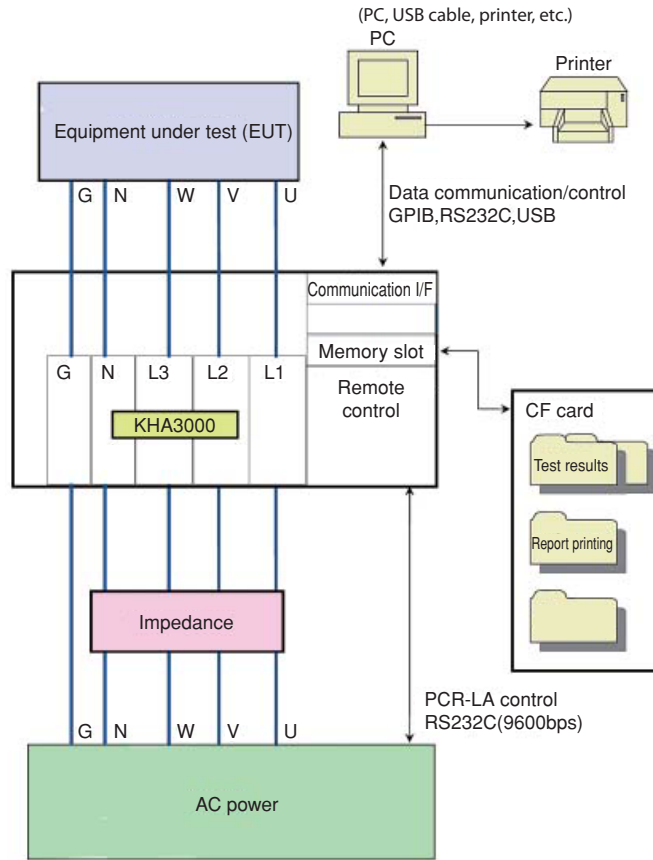 (PC, USB cable, printer, etc.)
PC
Printer
Equipment under test (EUT)
G N W V U
Data communication/control
GPIB,RS232C,USB
Communication I/F
Memory slot
Remote
control
G N L3 L2 L1
KHA3000
CF card
Test results
Report printing
Impedance
PCR-LA control
RS232C(9600bps)
G N W V U
AC power